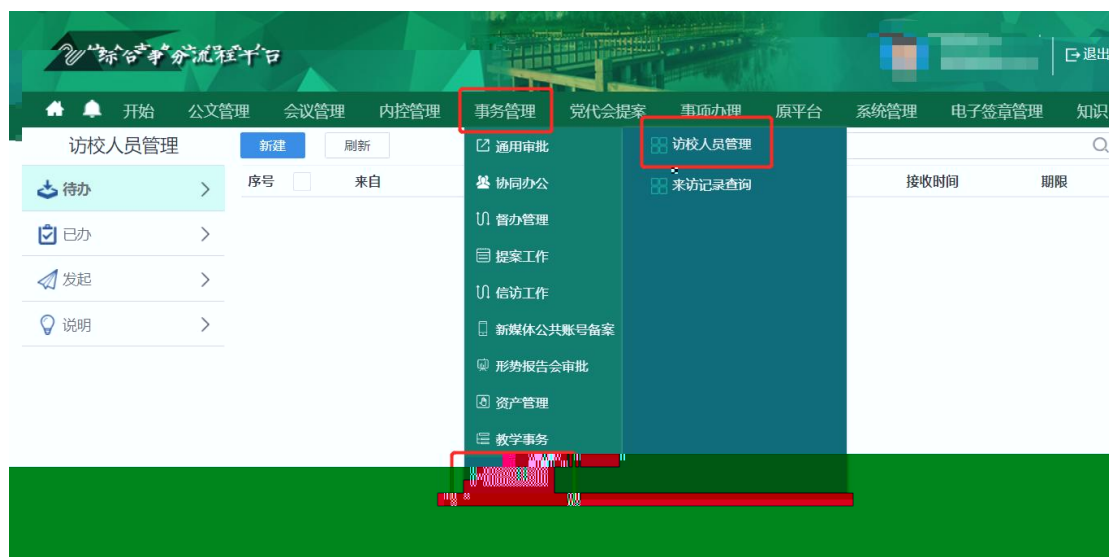 综合事务流程平台
退出
开始 公文管理 会议管理 内控管理 事务管理 党代会提案 事项办理 原平台 系统管理 电子签章管理 知识
访校人员管理 新建 刷新 通用审批 访校人员管理
待办 序号 来自 协同办公 来访记录查询 接收时间 期限
已办 督办管理
提案工作
发起 信访工作
说明 新媒体公共账号备案
形势报告会审批
资产管理
教学事务